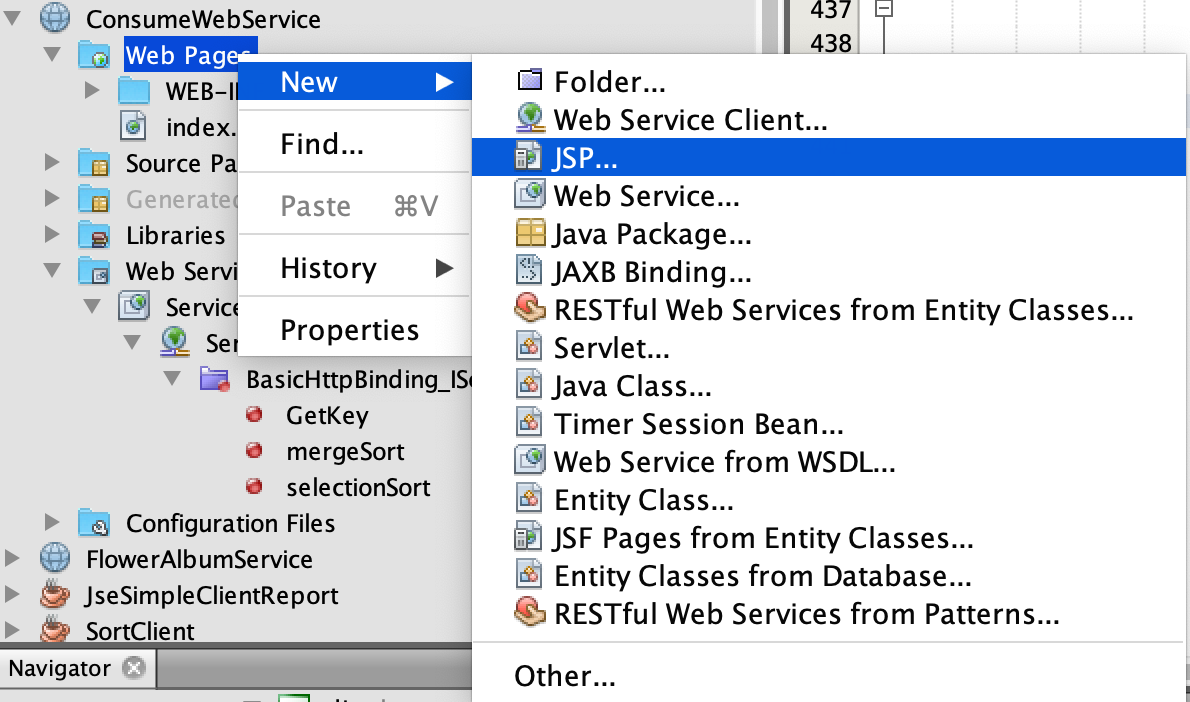 ConsumeWebService
437
438
Web Pages
WEB-I
index.
Source Pa
Generated
Libraries
Web Servi
Service
Ser
BasicHttpBinding_IS
GetKey
mergeSort
selectionSort
Configuration Files
FlowerAlbumService
JseSimpleClientReport
SortClient
Navigator
New
Find...
Paste ⌘V
History
Properties
Folder...
Web Service Client...
JSP...
Web Service...
Java Package...
JAXB Binding...
RESTful Web Services from Entity Classes...
Servlet...
Java Class...
Timer Session Bean...
Web Service from WSDL...
Entity Class...
JSF Pages from Entity Classes...
Entity Classes from Database...
RESTful Web Services from Patterns...
Other...